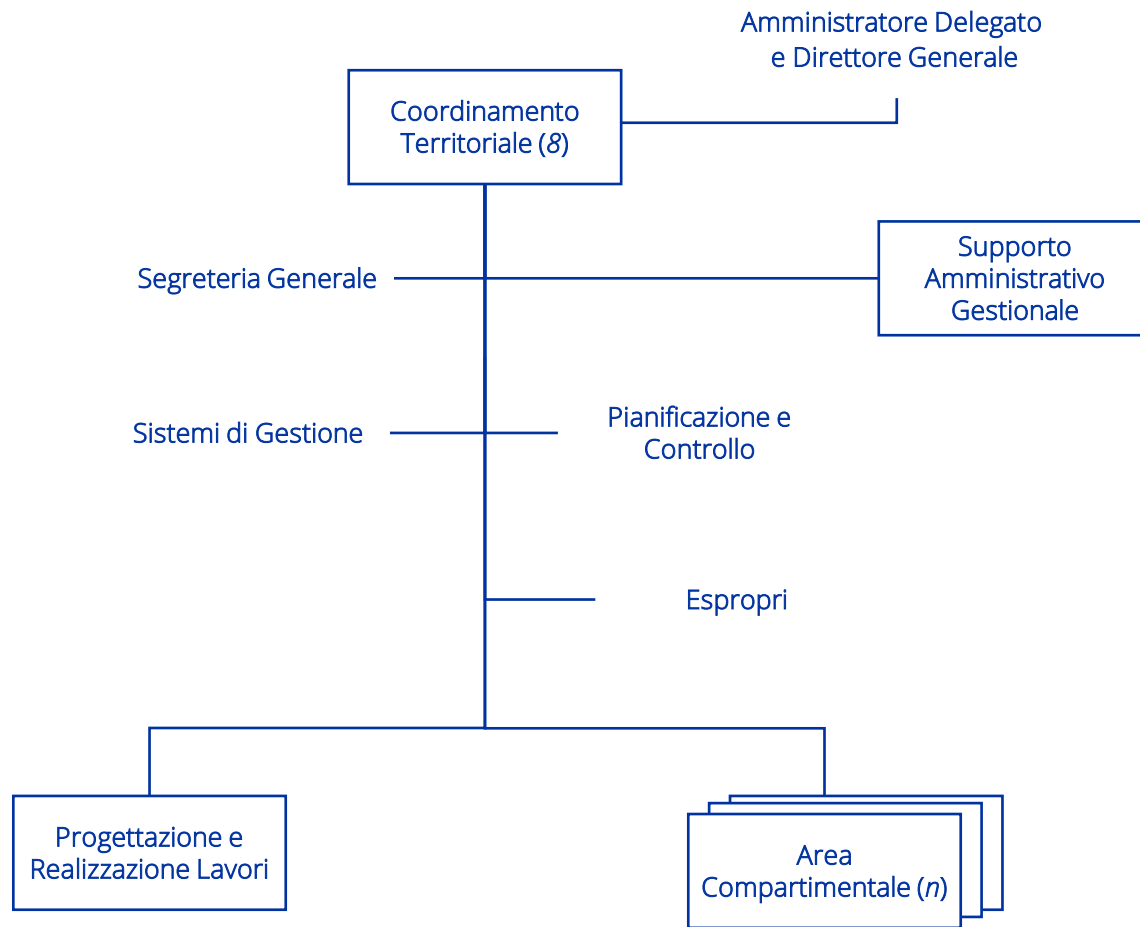 Amministratore Delegato
e Direttore Generale
Coordinamento
Territoriale (8)
Segreteria Generale
Supporto
Amministrativo
Gestionale
Sistemi di Gestione
Pianificazione e
Controllo
Espropri
Progettazione e
Realizzazione Lavori
Area
Compartimentale (n)